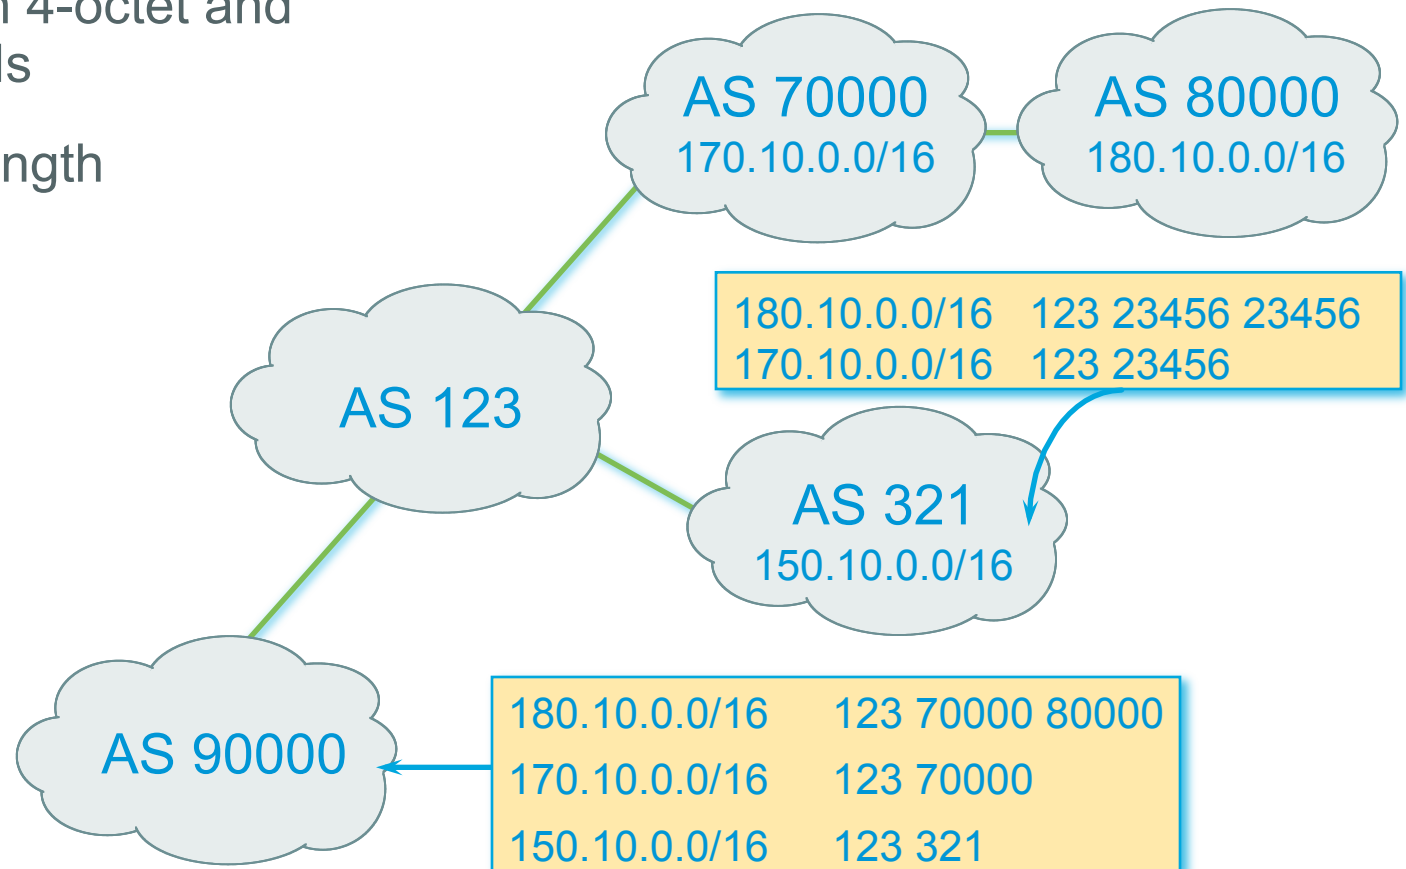 4-octet and
ngth
AS 70000
170.10.0.0/16
AS 80000
180.10.0.0/16
180.10.0.0/16 123 23456 23456
170.10.0.0/16 123 23456
AS 123
AS 321
150.10.0.0/16
AS 90000
180.10.0.0/16 123 70000 80000
170.10.0.0/16 123 70000
150.10.0.0/16 123 321